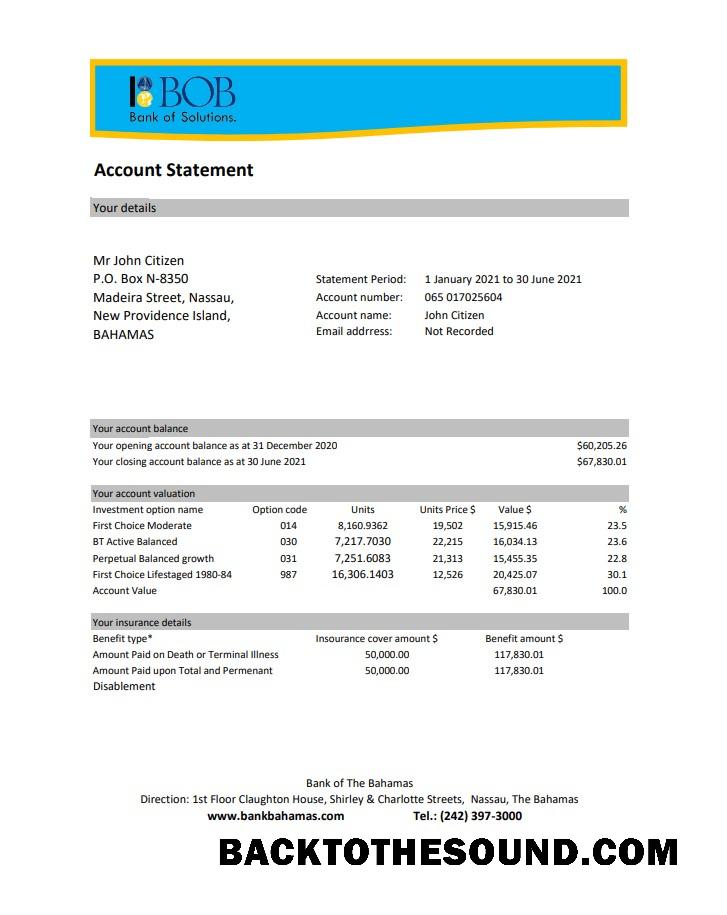 BOB
Bank of Solutions.
Account Statement
Your details
Mr John Citizen
P.O. Box N-8350
Madeira Street, Nassau,
New Providence Island,
BAHAMAS
Statement Period: 1 January 2021 to 30 June 2021
Account number: 065 017025604
Account name: John Citizen
Email addrress: Not Recorded
Your account balance
Your opening account balance as at 31 December 2020 $60,205.26
Your closing account balance as at 30 June 2021 $67,830.01
Your account valuation
Investment option name Option code Units Units Price $ Value $ %
First Choice Moderate 014 8,160.9362 19,502 15,915.46 23.5
BT Active Balanced 030 7,217.7030 22,215 16,034.13 23.6
Perpetual Balanced growth 031 7,251.6083 21,313 15,455.35 22.8
First Choice Lifestaged 1980-84 987 16,306.1403 12,526 20,425.07 30.1
Account Value 67,830.01 100.0
Your insurance details
Benefit type* Insourance cover amount $ Benefit amount $
Amount Paid on Death or Terminal Illness 50,000.00 117,830.01
Amount Paid upon Total and Permenant 50,000.00 117,830.01
Disablement
Bank of The Bahamas
Direction: 1st Floor Claughton House, Shirley & Charlotte Streets, Nassau, The Bahamas
www.bankbahamas.com Tel.: (242) 397-3000
BACKTOTHESOUND.COM